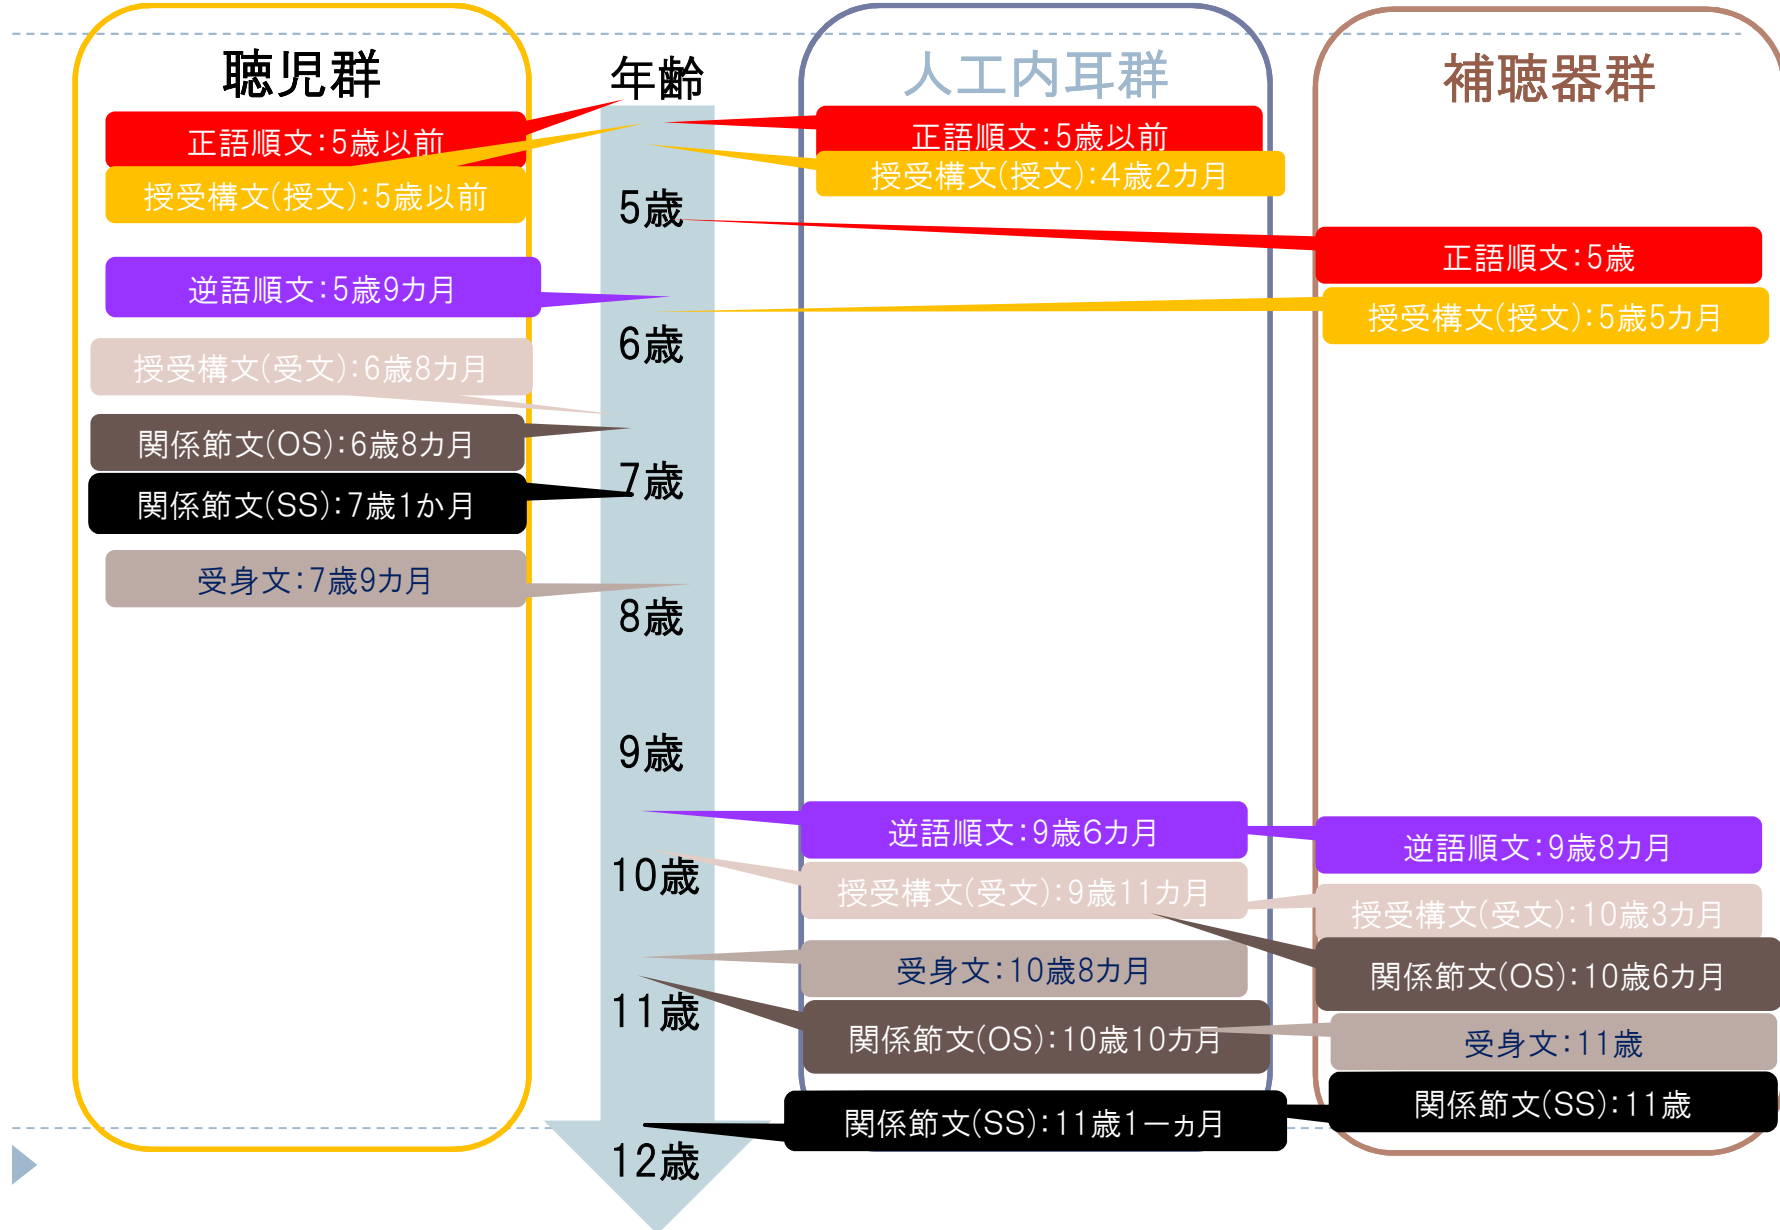 聴児群
正語順文:5歳以前
授受構文(授文):5歳以前
逆語順文:5歳9カ月
授受構文(受文):6歳8カ月
関係節文(OS):6歳8カ月
関係節文(SS):7歳1か月
受身文:7歳9カ月
年齢
5歳
6歳
7歳
8歳
9歳
10歳
11歳
12歳
人工内耳群
正語順文:5歳以前
授受構文(授文):4歳2カ月
逆語順文:9歳6カ月
授受構文(受文):9歳11カ月
受身文:10歳8カ月
関係節文(OS):10歳10カ月
関係節文(SS):11歳1一ヵ月
補聴器群
正語順文:5歳
授受構文(授文):5歳5カ月
逆語順文:9歳8カ月
授受構文(受文):10歳3カ月
関係節文(OS):10歳6カ月
受身文:11歳
関係節文(SS):11歳